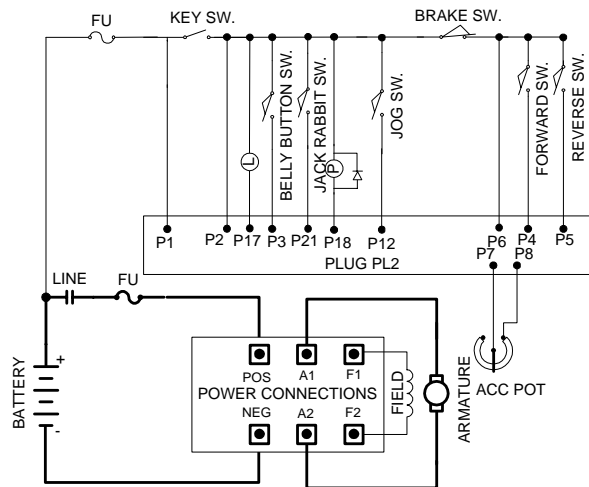 FU
KEY SW.
BRAKE SW.
BELLY BUTTON SW.
JACK RABBIT SW.
JOG SW.
FORWARD SW.
REVERSE SW.
L
P
P1
P2
P17
P3
P21
P18
P12
P6
P4
P5
P7
P8
PLUG PL2
LINE
FU
BATTERY
+
-
POS
A1
F1
POWER CONNECTIONS
NEG
A2
F2
FIELD
ARMATURE
ACC POT